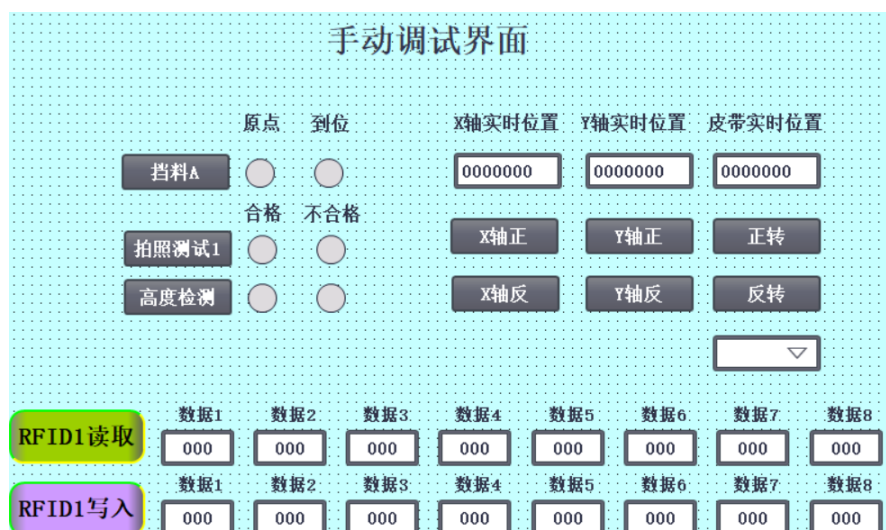 手动调试界面
原点 到位 X轴实时位置 Y轴实时位置 皮带实时位置
挡料A 0000000 0000000 0000000
合格 不合格
拍照测试1 X轴正 Y轴正 正转
高度检测 X轴反 Y轴反 反转
数据1 数据2 数据3 数据4 数据5 数据6 数据7 数据8
RFID1读取 000 000 000 000 000 000 000 000
数据1 数据2 数据3 数据4 数据5 数据6 数据7 数据8
RFID1写入 000 000 000 000 000 000 000 000